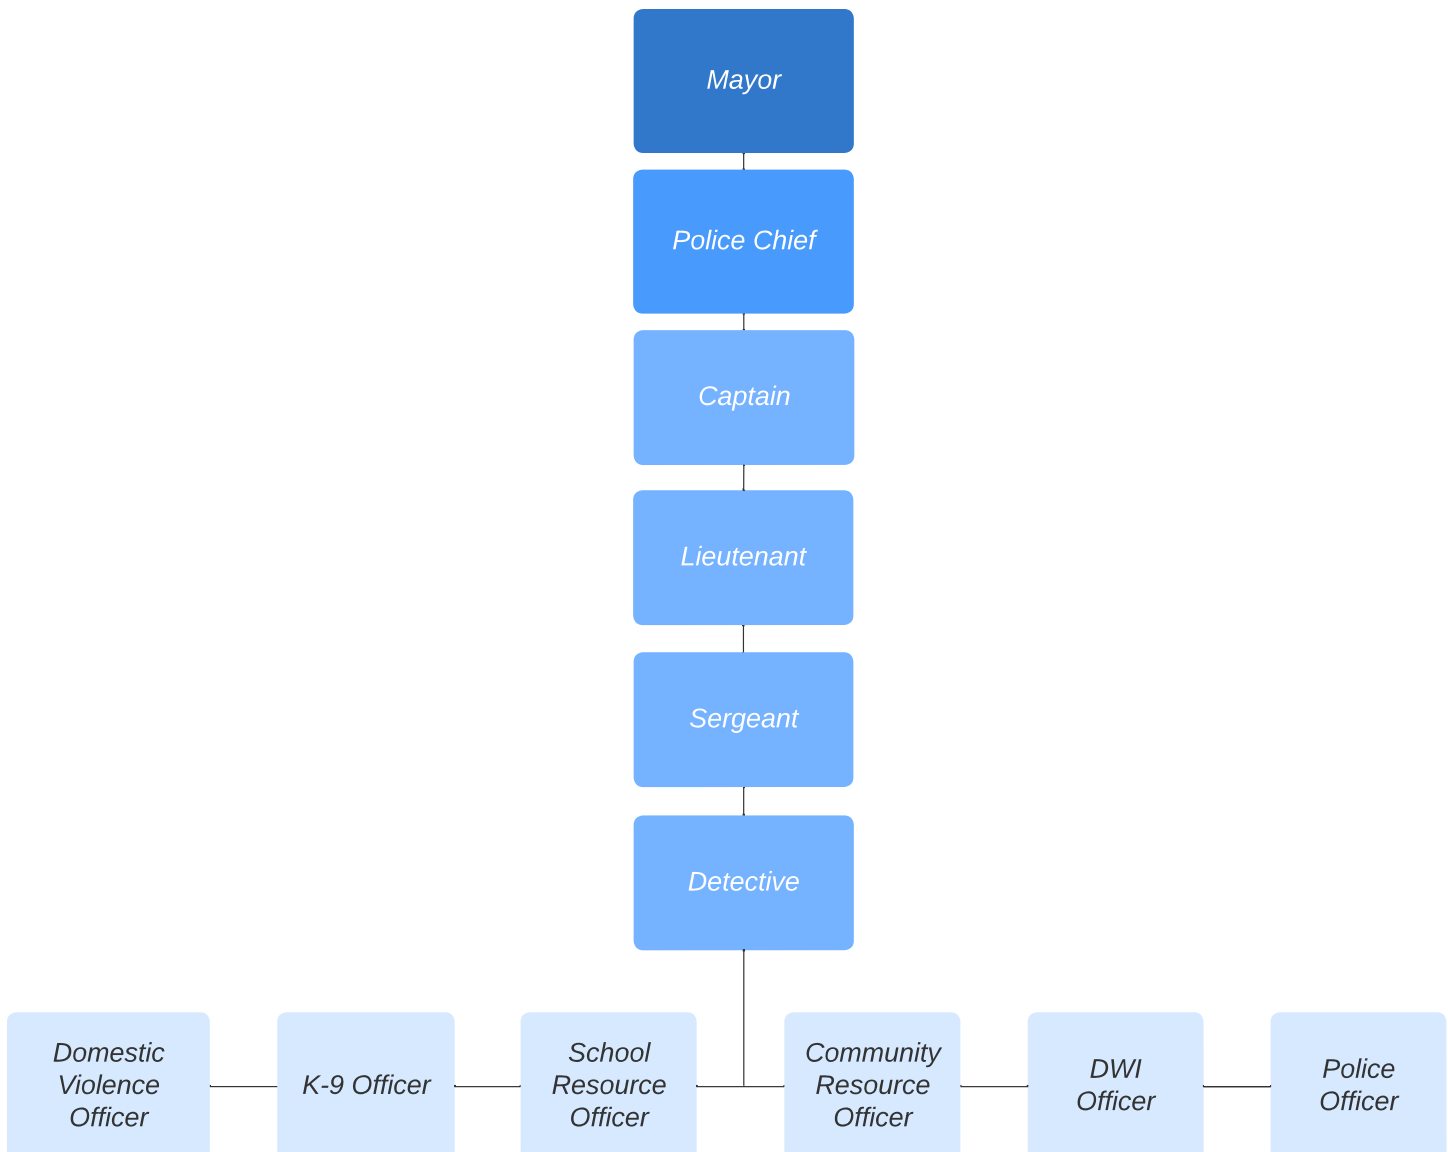 Mayor
Police Chief
Captain
Lieutenant
Sergeant
Detective
Domestic
Violence
Officer
K-9 Officer
School
Resource
Officer
Community
Resource
Officer
DWI
Officer
Police
Officer